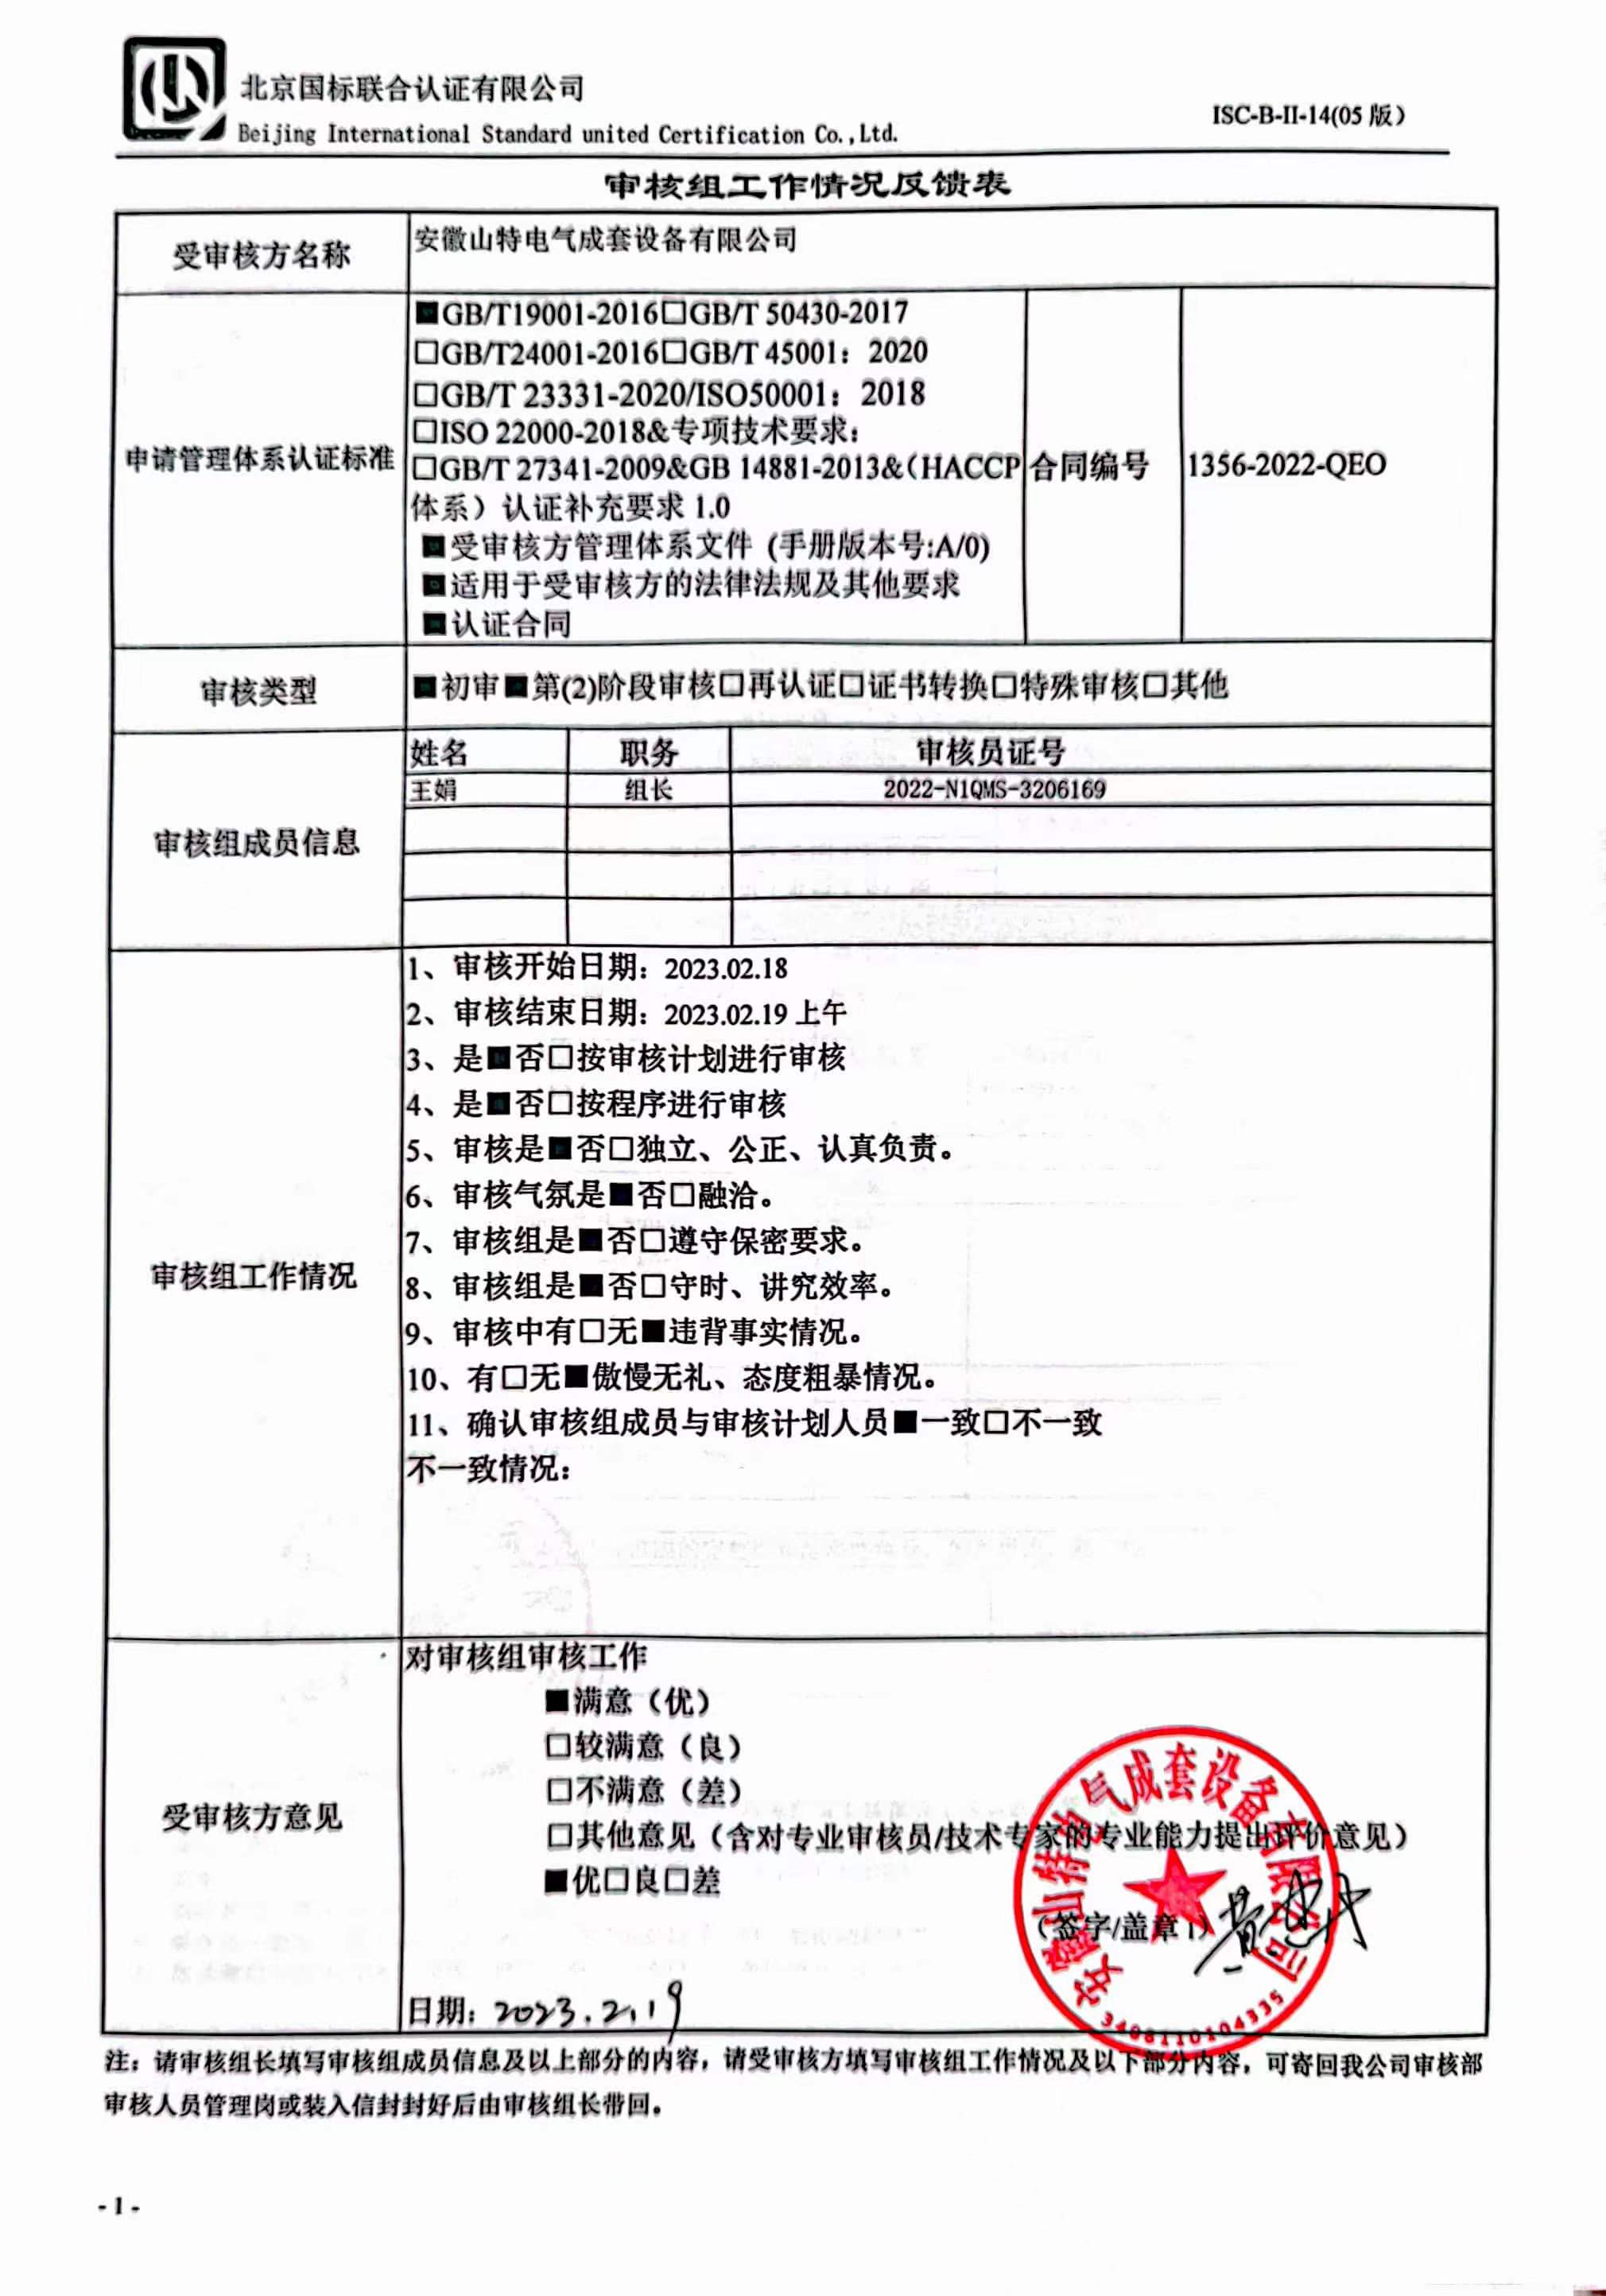 北京国标联合认证有限公司
Beijing International Standard united Certification Co.,Ltd.
ISC-B-II-14(05版)
审核组工作情况反馈表
受审核方名称
安徽山特电气成套设备有限公司
申请管理体系认证标准
■GB/T19001-2016□GB/T 50430-2017
□GB/T24001-2016□GB/T 45001：2020
□GB/T 23331-2020/ISO50001：2018
□ISO 22000-2018&专项技术要求：
□GB/T 27341-2009&GB 14881-2013&（HACCP
体系）认证补充要求 1.0
■受审核方管理体系文件 (手册版本号:A/0)
■适用于受审核方的法律法规及其他要求
■认证合同
合同编号
1356-2022-QEO
审核类型
■初审■第(2)阶段审核□再认证□证书转换□特殊审核□其他
审核组成员信息
姓名 职务 审核员证号
王娟 组长 2022-N1QMS-3206169
审核组工作情况
1、审核开始日期：2023.02.18
2、审核结束日期：2023.02.19 上午
3、是■否□按审核计划进行审核
4、是■否□按程序进行审核
5、审核是■否□独立、公正、认真负责。
6、审核气氛是■否□融洽。
7、审核组是■否□遵守保密要求。
8、审核组是■否□守时、讲究效率。
9、审核中有□无■违背事实情况。
10、有□无■傲慢无礼、态度粗暴情况。
11、确认审核组成员与审核计划人员■一致□不一致
不一致情况：
受审核方意见
对审核组审核工作
■满意（优）
□较满意（良）
□不满意（差）
□其他意见（含对专业审核员/技术专家的专业能力提出评价意见）
■优□良□差
（签字/盖章）
安徽山特电气成套设备有限公司
3408110104335
日期：2023.2.19
注：请审核组长填写审核组成员信息及以上部分的内容，请受审核方填写审核组工作情况及以下部分内容，可寄回我公司审核部
审核人员管理岗或装入信封封好后由审核组长带回。
- 1 -